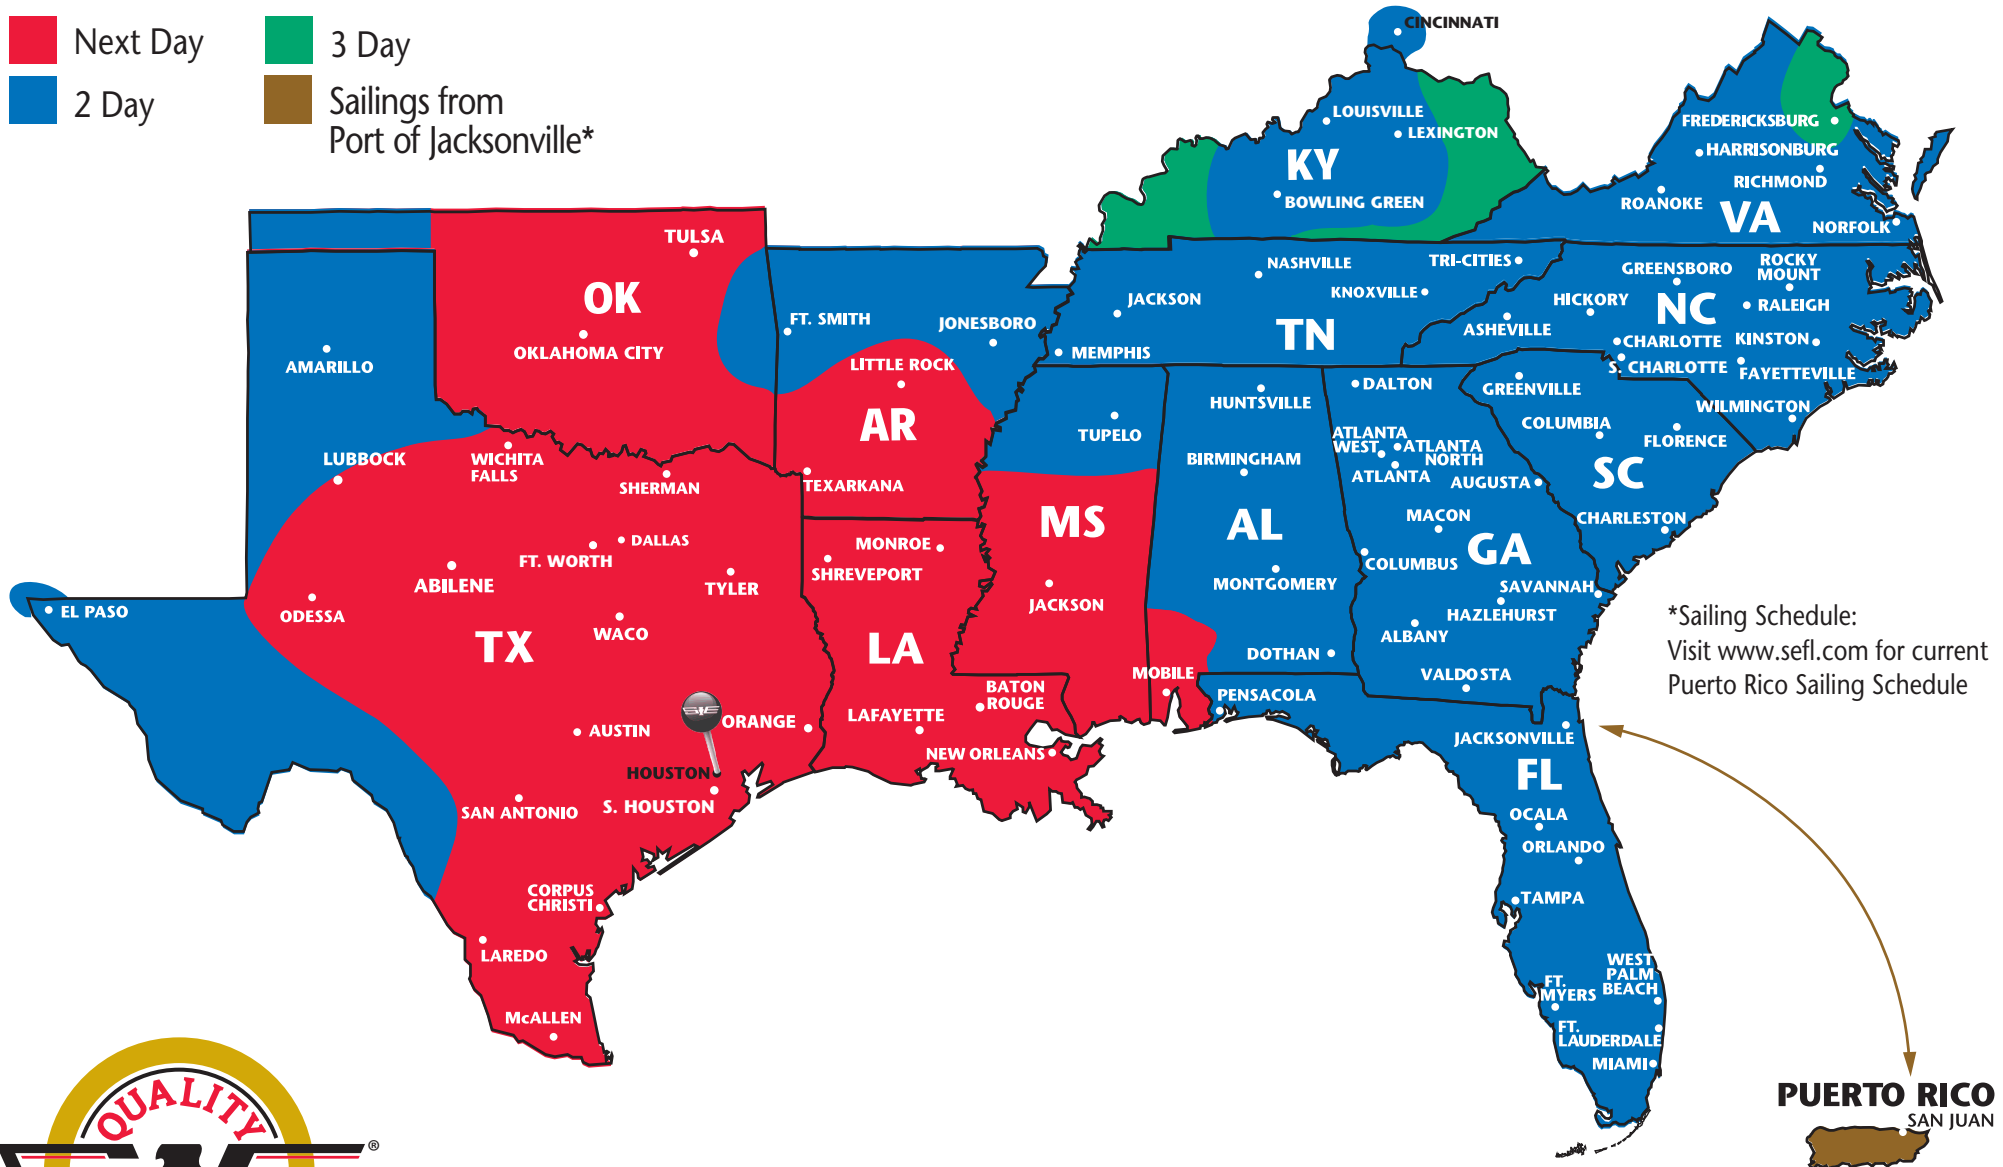 Next Day
3 Day
2 Day
Sailings from
Port of Jacksonville*
CINCINNATI
LOUISVILLE
LEXINGTON
KY
BOWLING GREEN
FREDERICKSBURG
HARRISONBURG
RICHMOND
ROANOKE
VA
NORFOLK
TULSA
OK
OKLAHOMA CITY
AMARILLO
FT. SMITH
JONESBORO
LITTLE ROCK
AR
TEXARKANA
NASHVILLE
TRI-CITIES
KNOXVILLE
JACKSON
TN
MEMPHIS
GREENSBORO
ROCKY
MOUNT
HICKORY
NC
RALEIGH
ASHEVILLE
CHARLOTTE
KINSTON
S. CHARLOTTE
FAYETTEVILLE
WILMINGTON
GREENVILLE
COLUMBIA
FLORENCE
SC
CHARLESTON
TUPELO
MS
JACKSON
HUNTSVILLE
BIRMINGHAM
AL
MONTGOMERY
DOTHAN
MOBILE
DALTON
ATLANTA
WEST
ATLANTA
NORTH
ATLANTA
AUGUSTA
MACON
GA
COLUMBUS
SAVANNAH
HAZLEHURST
ALBANY
VALDOSTA
LUBBOCK
WICHITA
FALLS
SHERMAN
DALLAS
FT. WORTH
ABILENE
TYLER
ODESSA
EL PASO
WACO
TX
AUSTIN
ORANGE
HOUSTON
S. HOUSTON
SAN ANTONIO
CORPUS
CHRISTI
LAREDO
McALLEN
MONROE
SHREVEPORT
LA
BATON
ROUGE
LAFAYETTE
NEW ORLEANS
PENSACOLA
JACKSONVILLE
FL
OCALA
ORLANDO
TAMPA
WEST
PALM
BEACH
FT.
MYERS
FT.
LAUDERDALE
MIAMI
*Sailing Schedule:
Visit www.sefl.com for current
Puerto Rico Sailing Schedule
PUERTO RICO
SAN JUAN
QUALITY
®